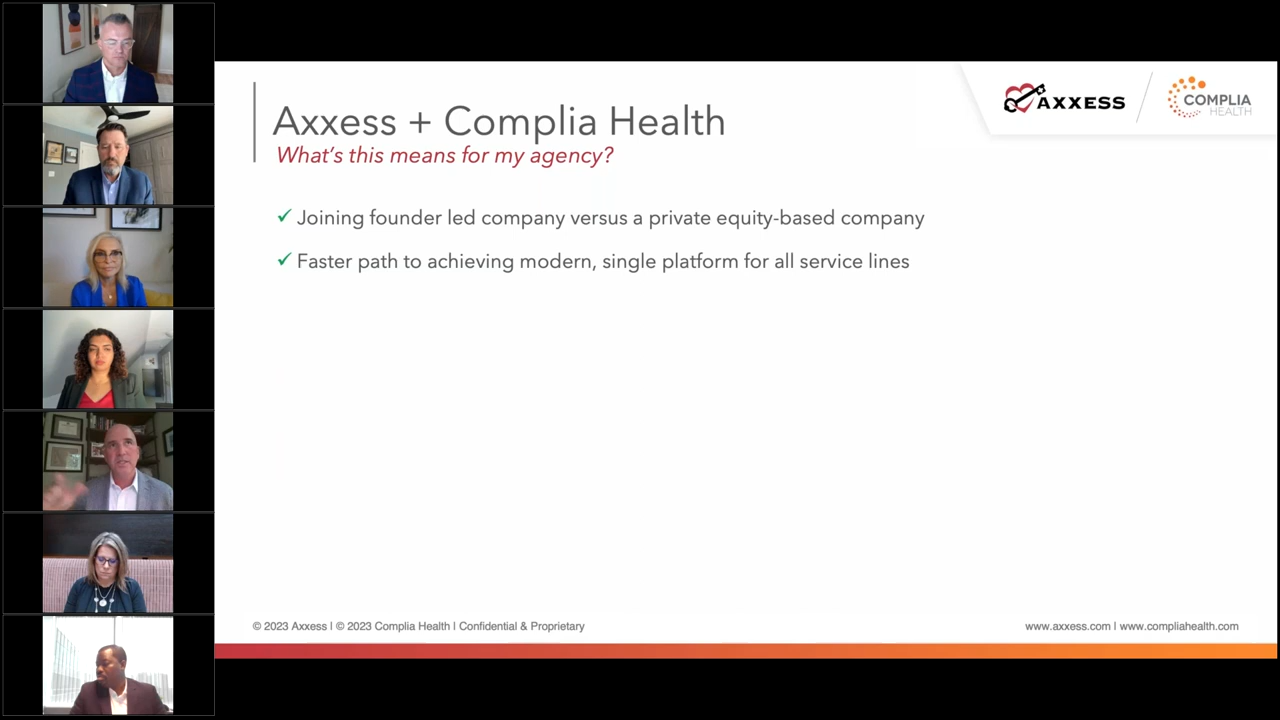 AXXESS
COMPLIA
HEALTH
Axxess + Complia Health
What's this means for my agency?
✓ Joining founder led company versus a private equity-based company
✓ Faster path to achieving modern, single platform for all service lines
© 2023 Axxess | © 2023 Complia Health | Confidential & Proprietary
www.axxess.com | www.compliahealth.com